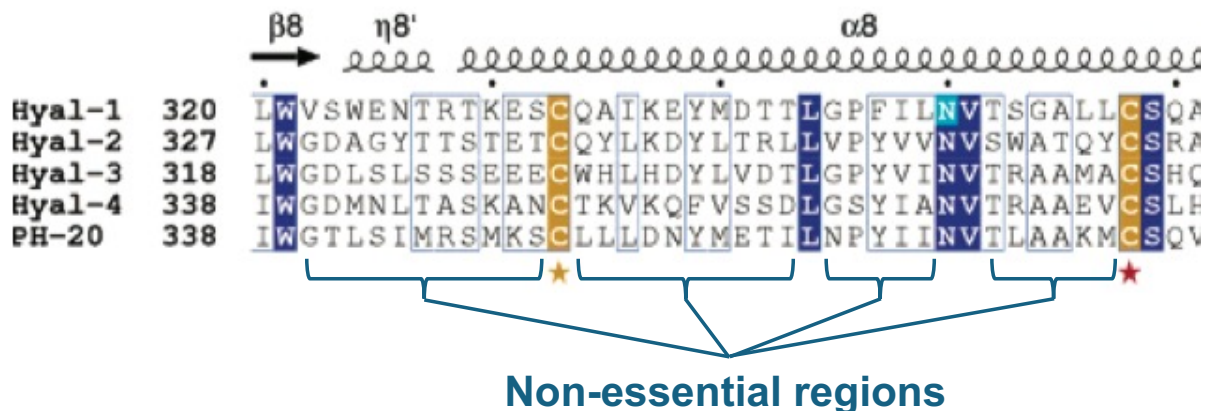 β8 η8' α8
Hyal-1 320 LWVSWENTRTKESCQAIKEYMDTTLGPFILNVTSGALLCSQA
Hyal-2 327 LWGDAGYTTSTETCQYLKDYLTRLLVPYVVNVSWATQYCSRA
Hyal-3 318 LWGDLSLSSSEEECWHLHDYLVDTLGPYVINVTRAAMACSHQ
Hyal-4 338 IWGDMNLTASKANCTKVKQFVSSDLGSYIANVTRAAEVCSLH
PH-20 338 IWGTLSIMRSMKSCLLLDNYMETILNPYIINVTLAAKMCSQV
Non-essential regions